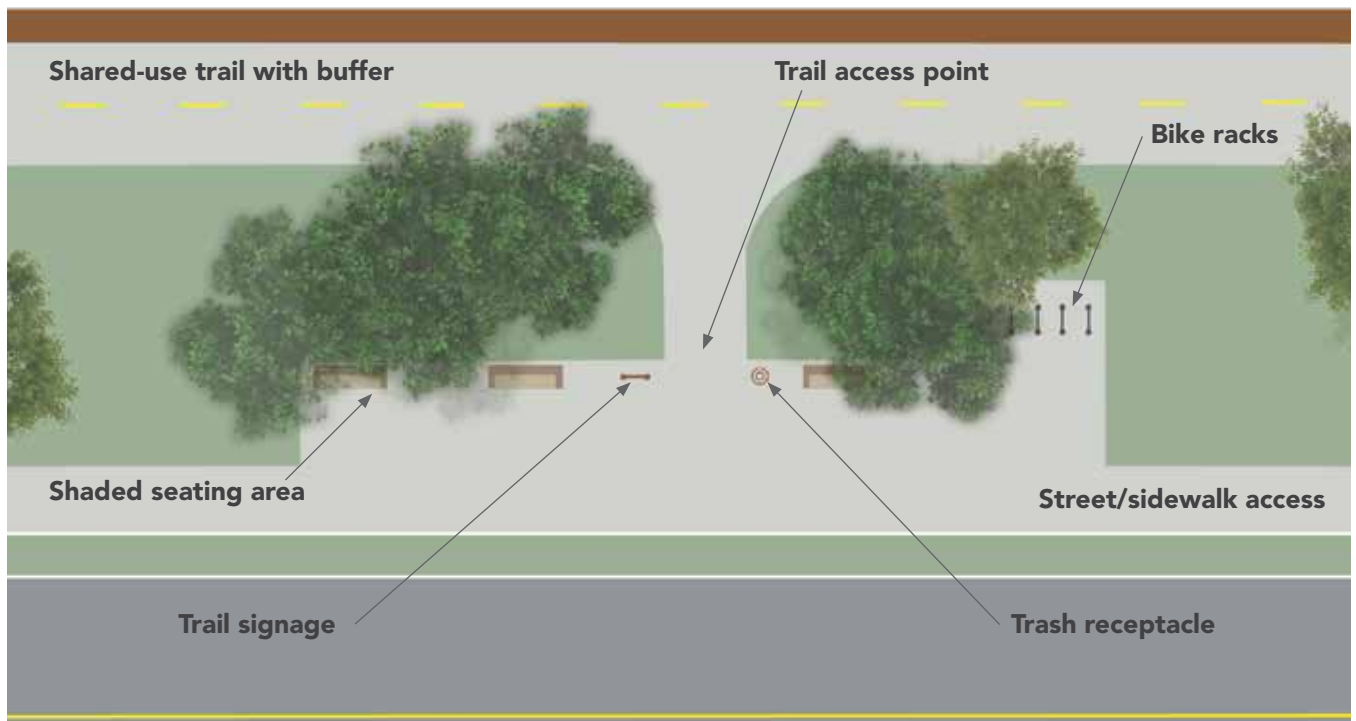 Shared-use trail with buffer
Trail access point
Bike racks
Shaded seating area
Street/sidewalk access
Trail signage
Trash receptacle